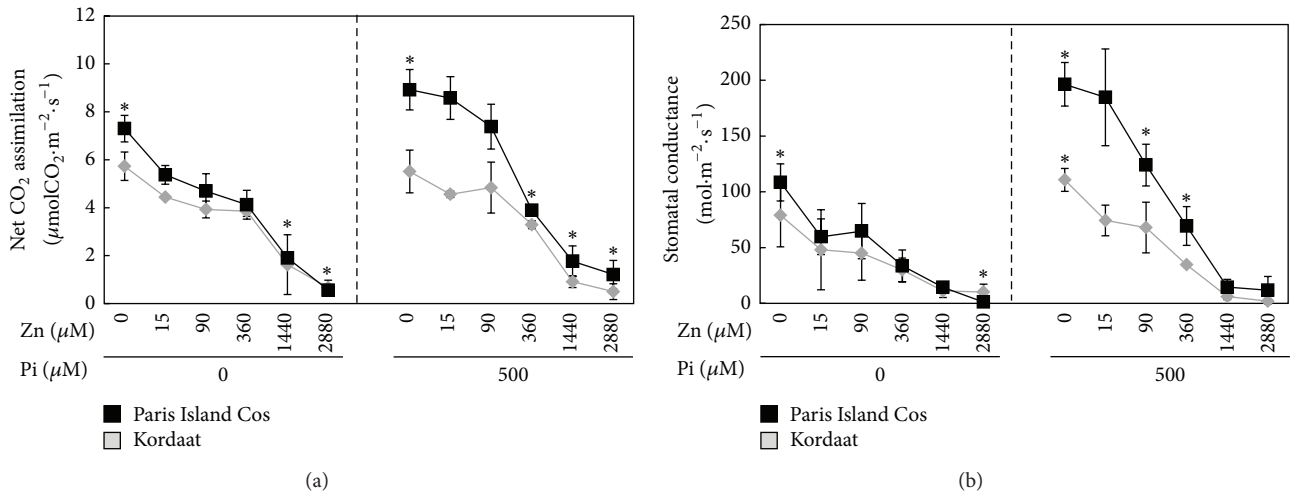 12
10
8
6
4
2
0
Net CO₂ assimilation
(μmolCO₂·m⁻²·s⁻¹)
* * * * * * *
Zn (μM) 0 15 90 360 1440 2880 0 15 90 360 1440 2880
Pi (μM) 0 500
Paris Island Cos
Kordaat
(a)
250
200
150
100
50
0
Stomatal conductance
(mol·m⁻²·s⁻¹)
* * * * * *
Zn (μM) 0 15 90 360 1440 2880 0 15 90 360 1440 2880
Pi (μM) 0 500
Paris Island Cos
Kordaat
(b)